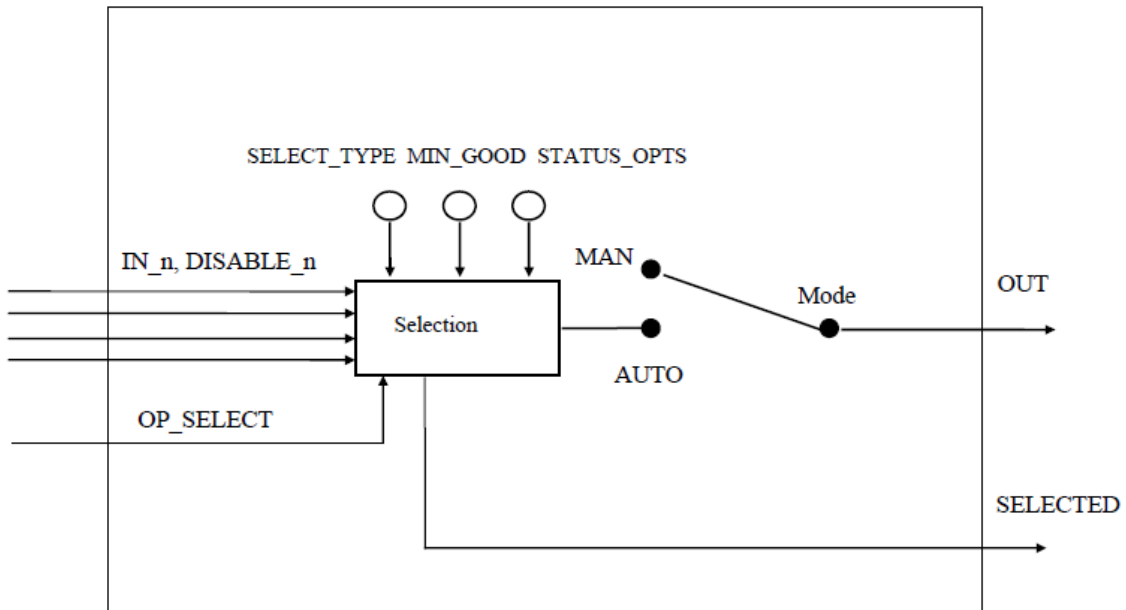 SELECT_TYPE MIN_GOOD STATUS_OPTS
IN_n, DISABLE_n
MAN
OUT
Mode
Selection
AUTO
OP_SELECT
SELECTED